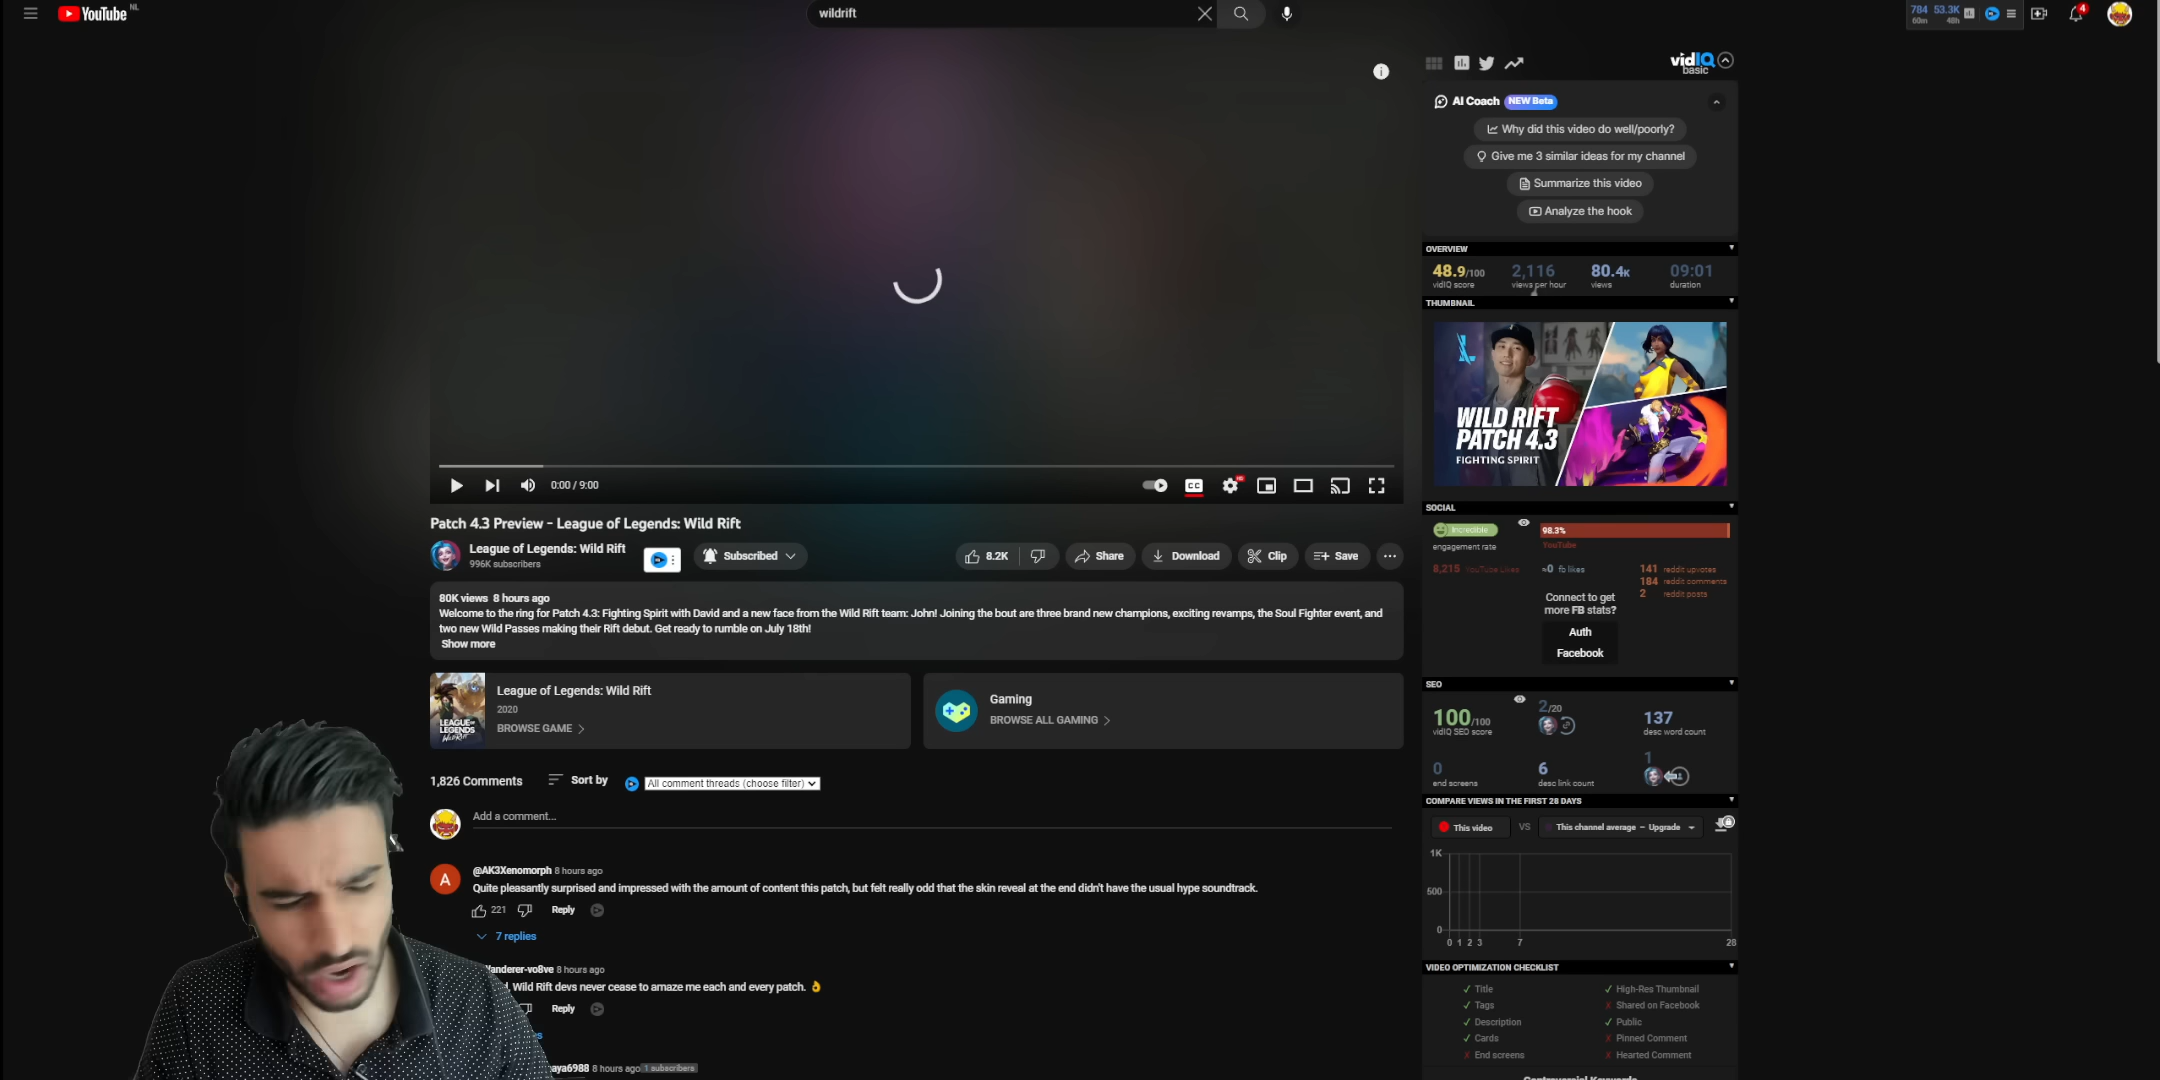 YouTube NL
wildrift
784 53.3K
60m 48h
4
vidIQ
basic
AI Coach NEW Beta
Why did this video do well/poorly?
Give me 3 similar ideas for my channel
Summarize this video
Analyze the hook
OVERVIEW
48.9/100 2,116 80.4K 09:01
vidIQ score views per hour views duration
THUMBNAIL
WILD RIFT
PATCH 4.3
FIGHTING SPIRIT
0:00 / 9:00
CC
Patch 4.3 Preview - League of Legends: Wild Rift
League of Legends: Wild Rift
996K subscribers
Subscribed
8.2K
Share
Download
Clip
Save
80K views 8 hours ago
Welcome to the ring for Patch 4.3: Fighting Spirit with David and a new face from the Wild Rift team: John! Joining the bout are three brand new champions, exciting revamps, the Soul Fighter event, and
two new Wild Passes making their Rift debut. Get ready to rumble on July 18th!
Show more
SOCIAL
Incredible 98.3%
engagement rate YouTube
8,215 YouTube Likes ≈0 fb likes 141 reddit upvotes
184 reddit comments
2 reddit posts
Connect to get
more FB stats?
Auth
Facebook
LEAGUE OF
LEGENDS
WILD RIFT
League of Legends: Wild Rift
2020
BROWSE GAME
Gaming
BROWSE ALL GAMING
SEO
100/100 2/20 137
vidIQ SEO score desc word count
0 6 1
end screens desc link count
COMPARE VIEWS IN THE FIRST 28 DAYS
This video VS This channel average – Upgrade
1K
500
0
0 1 2 3 7 28
1,826 Comments Sort by All comment threads (choose filter)
Add a comment...
A
@AK3Xenomorph 8 hours ago
Quite pleasantly surprised and impressed with the amount of content this patch, but felt really odd that the skin reveal at the end didn't have the usual hype soundtrack.
221 Reply
7 replies
anderer-vo8ve 8 hours ago
Wild Rift devs never cease to amaze me each and every patch. 👌
Reply
aya6988 8 hours ago 1 subscribers
VIDEO OPTIMIZATION CHECKLIST
✓ Title ✓ High-Res Thumbnail
✓ Tags ✗ Shared on Facebook
✓ Description ✓ Public
✓ Cards ✗ Pinned Comment
✗ End screens ✗ Hearted Comment
Controversial Keywords